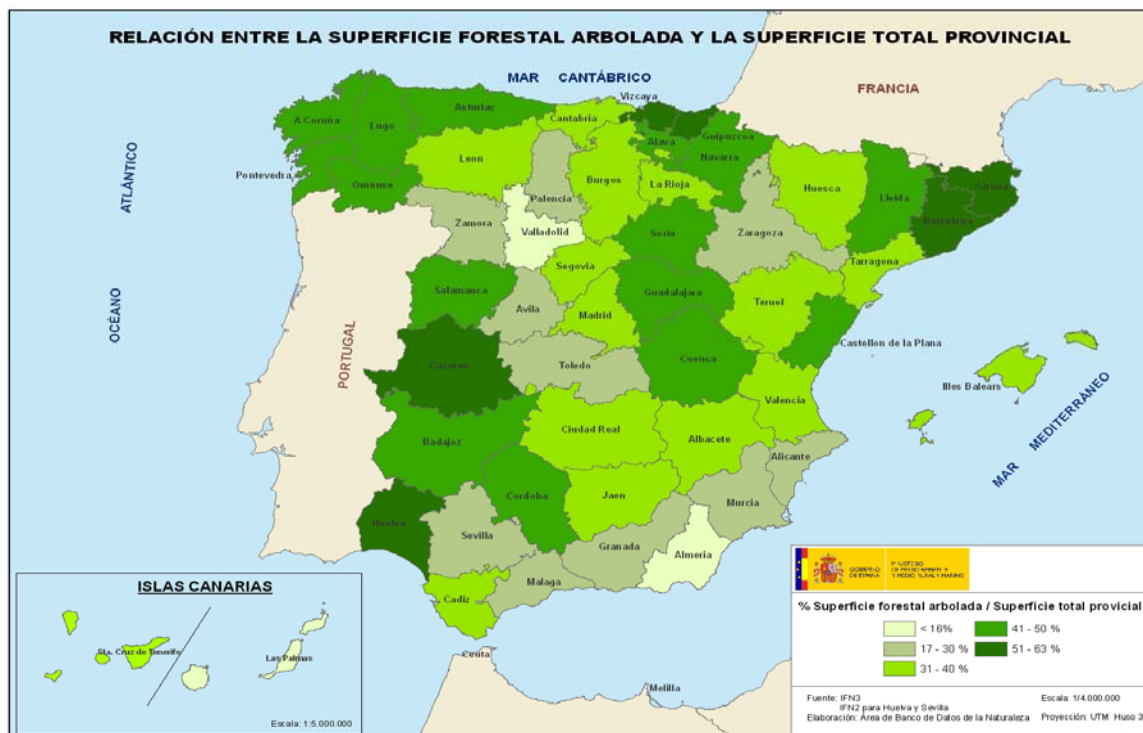 RELACIÓN ENTRE LA SUPERFICIE FORESTAL ARBOLADA Y LA SUPERFICIE TOTAL PROVINCIAL
MAR CANTÁBRICO
FRANCIA
Vizcaya
Asturias
Cantabria
A Coruña
Lugo
Guipuzcoa
Alava
Navarra
Leon
Pontevedra
Ourense
Burgos
La Rioja
Huesca
Lleida
Girona
Barcelona
Palencia
Zamora
Valladolid
Soria
Zaragoza
Tarragona
ATLÁNTICO
OCÉANO
Segovia
Salamanca
Avila
Madrid
Guadalajara
Teruel
PORTUGAL
Caceres
Toledo
Cuenca
Castellon de la Plana
Illes Balears
Valencia
MAR MEDITERRÁNEO
Badajoz
Ciudad Real
Albacete
Alicante
Cordoba
Jaen
Murcia
Huelva
Sevilla
Granada
Almeria
Malaga
Cadiz
Ceuta
Melilla
ISLAS CANARIAS
Sta. Cruz de Tenerife
Las Palmas
Escala: 1:5.000.000
GOBIERNO
DE ESPAÑA
Y MEDIO RURAL Y MARINO
% Superficie forestal arbolada / Superficie total provicial
< 16%
17 - 30 %
31 - 40 %
41 - 50 %
51 - 63 %
Fuente: IFN3
IFN2 para Huelva y Sevilla
Elaboración: Área de Banco de Datos de la Naturaleza
Escala: 1/4.000.000
Proyección: UTM Huso 3